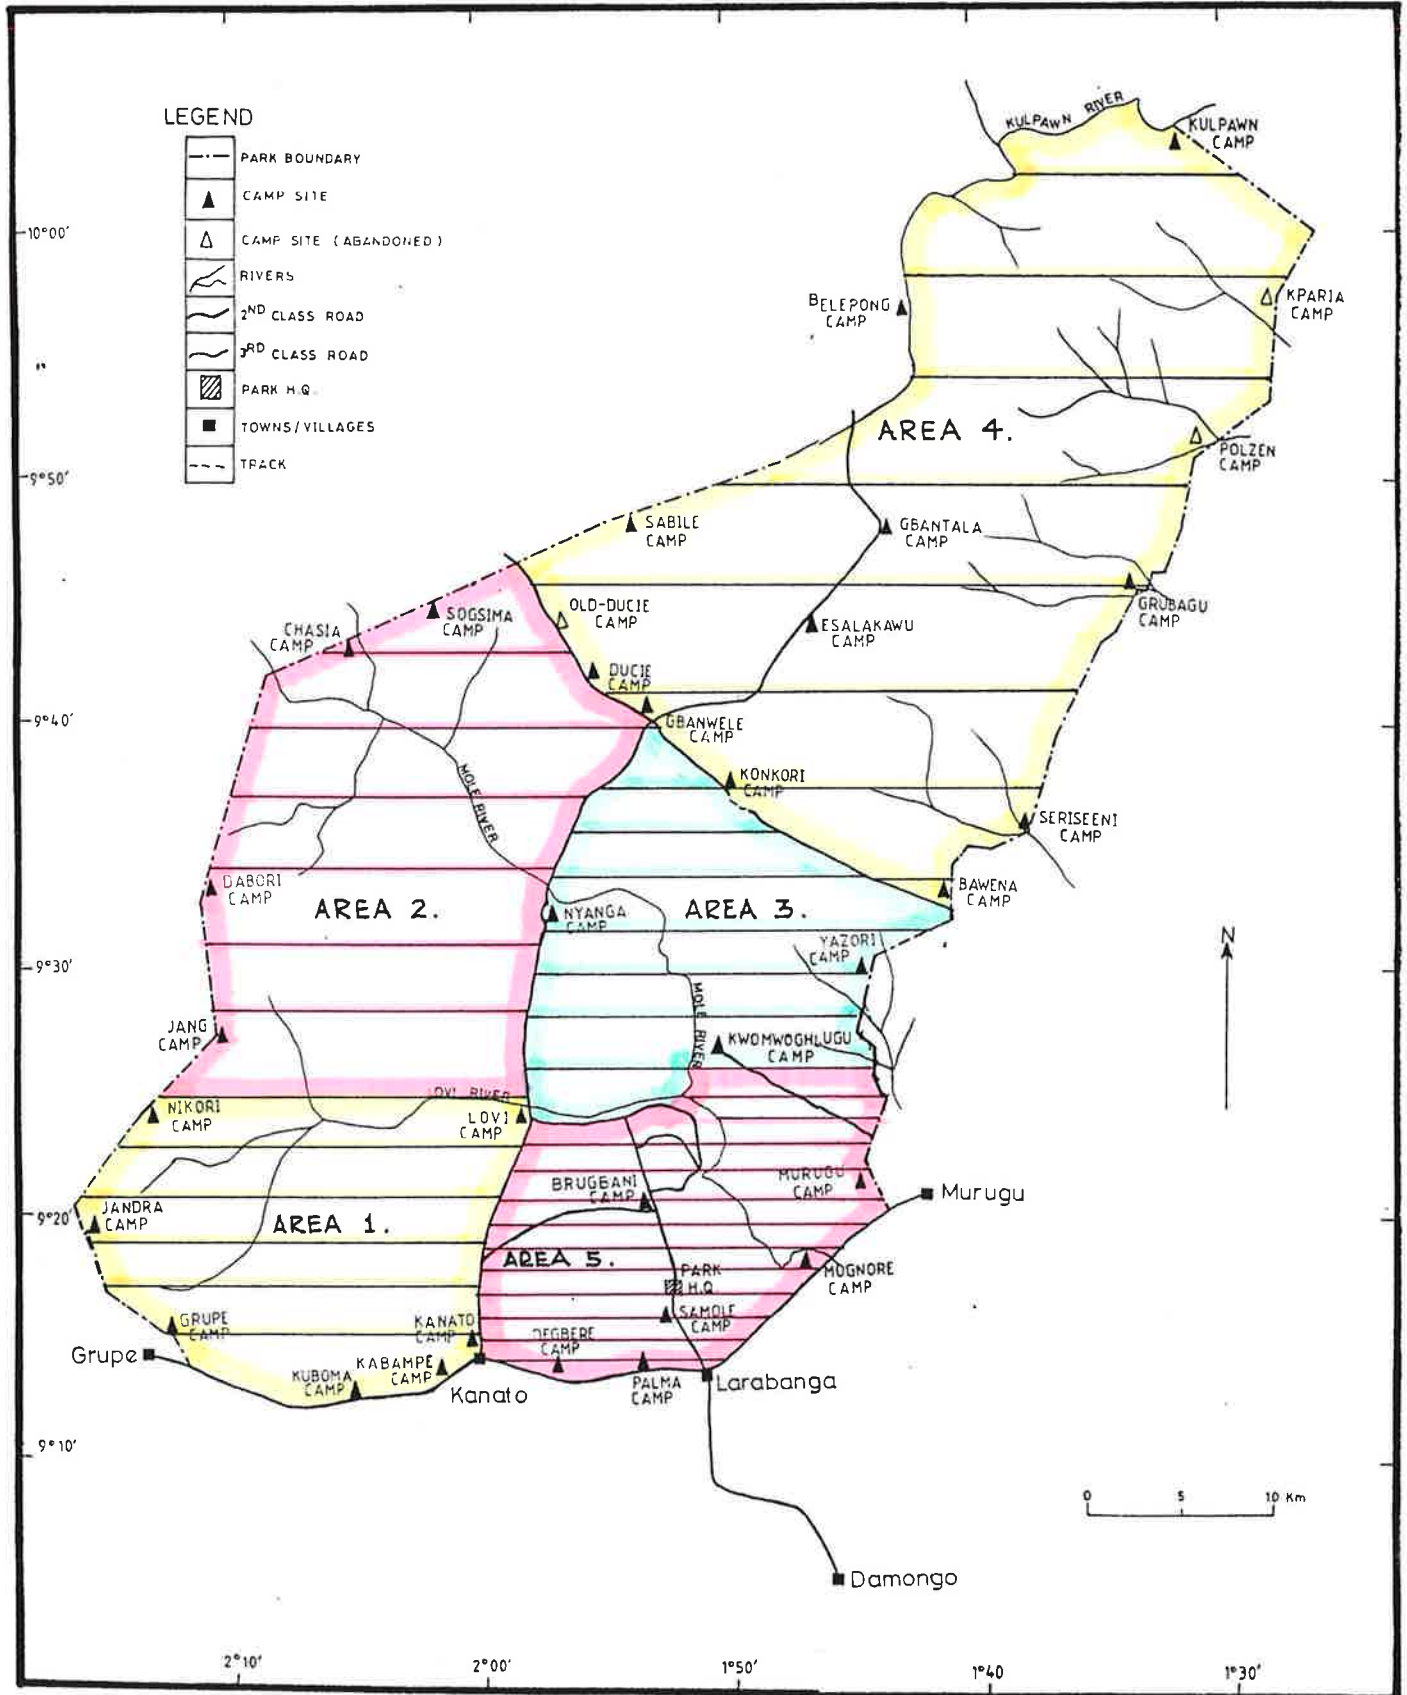 LEGEND
PARK BOUNDARY
CAMP SITE
CAMP SITE (ABANDONED)
RIVERS
2ND CLASS ROAD
3RD CLASS ROAD
PARK H.Q.
TOWNS/VILLAGES
TRACK
KULPAWN RIVER
KULPAWN
CAMP
10°00'
BELEPONG
CAMP
KPARIA
CAMP
AREA 4.
POLZEN
CAMP
9°50'
SABILE
CAMP
GBANTALA
CAMP
OLD-DUCIE
CAMP
GRUBAGU
CAMP
SOGSIMA
CAMP
CHASIA
CAMP
ESALAKAWU
CAMP
DUCIE
CAMP
9°40'
GBANWELE
CAMP
MOLE RIVER
KONKORI
CAMP
SERISEENI
CAMP
DABORI
CAMP
BAWENA
CAMP
AREA 2.
NYANGA
CAMP
AREA 3.
YAZORI
CAMP
N
9°30'
MOLE RIVER
JANG
CAMP
KWOMWOGHLUGU
CAMP
LOVI RIVER
NIKORI
CAMP
LOVI
CAMP
BRUGBANI
CAMP
MURUGU
CAMP
Murugu
9°20'
JANDRA
CAMP
AREA 1.
AREA 5.
PARK
H.Q.
MOGNORE
CAMP
GRUPE
CAMP
KANATO
CAMP
SAMOLE
CAMP
CAMP
Grupe
KUBOMA
CAMP
KABAMPE
CAMP
Kanato
PALMA
CAMP
Larabanga
9°10'
0 5 10 Km
Damongo
2°10' 2°00' 1°50' 1°40' 1°30'